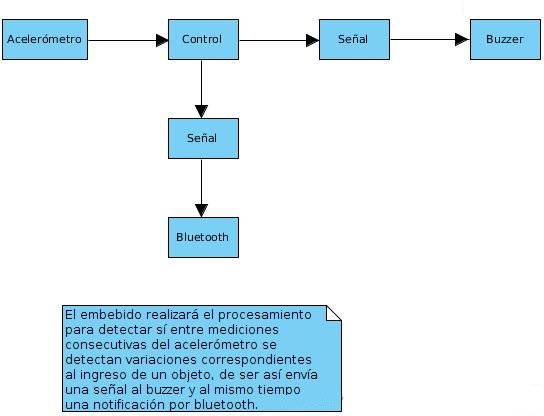 Acelerómetro
Control
Señal
Buzzer
Señal
Bluetooth
El embebido realizará el procesamiento
para detectar sí entre mediciones
consecutivas del acelerómetro se
detectan variaciones correspondientes
al ingreso de un objeto, de ser así envía
una señal al buzzer y al mismo tiempo
una notificación por bluetooth.